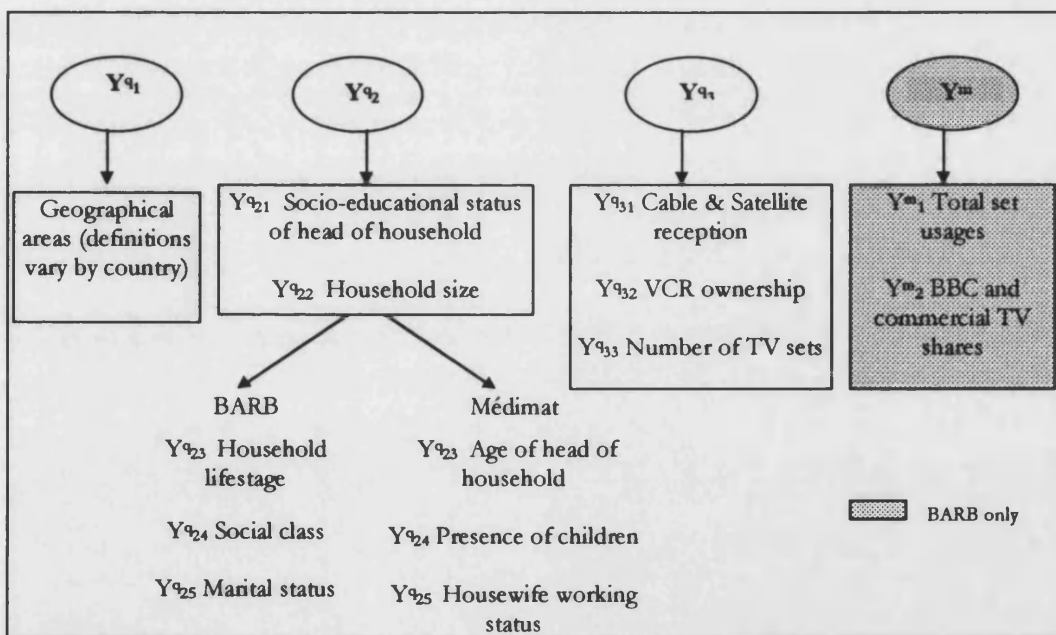 Yq1
Yq2
Yq3
Ym
Geographical
areas (definitions
vary by country)
Yq21 Socio-educational status
of head of household
Yq22 Household size
Yq31 Cable & Satellite
reception
Yq32 VCR ownership
Yq33 Number of TV sets
Ym1 Total set
usages
Ym2 BBC and
commercial TV
shares
BARB
Yq23 Household
lifestage
Yq24 Social class
Yq25 Marital status
Médimat
Yq23 Age of head of
household
Yq24 Presence of children
Yq25 Housewife working
status
BARB only